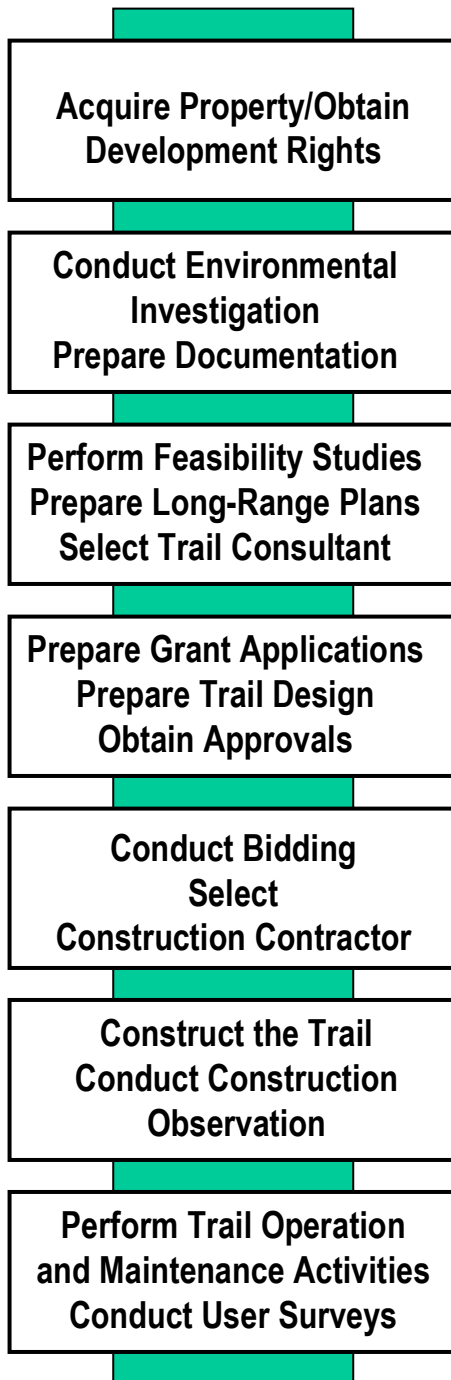 Acquire Property/Obtain
Development Rights
Conduct Environmental
Investigation
Prepare Documentation
Perform Feasibility Studies
Prepare Long-Range Plans
Select Trail Consultant
Prepare Grant Applications
Prepare Trail Design
Obtain Approvals
Conduct Bidding
Select
Construction Contractor
Construct the Trail
Conduct Construction
Observation
Perform Trail Operation
and Maintenance Activities
Conduct User Surveys